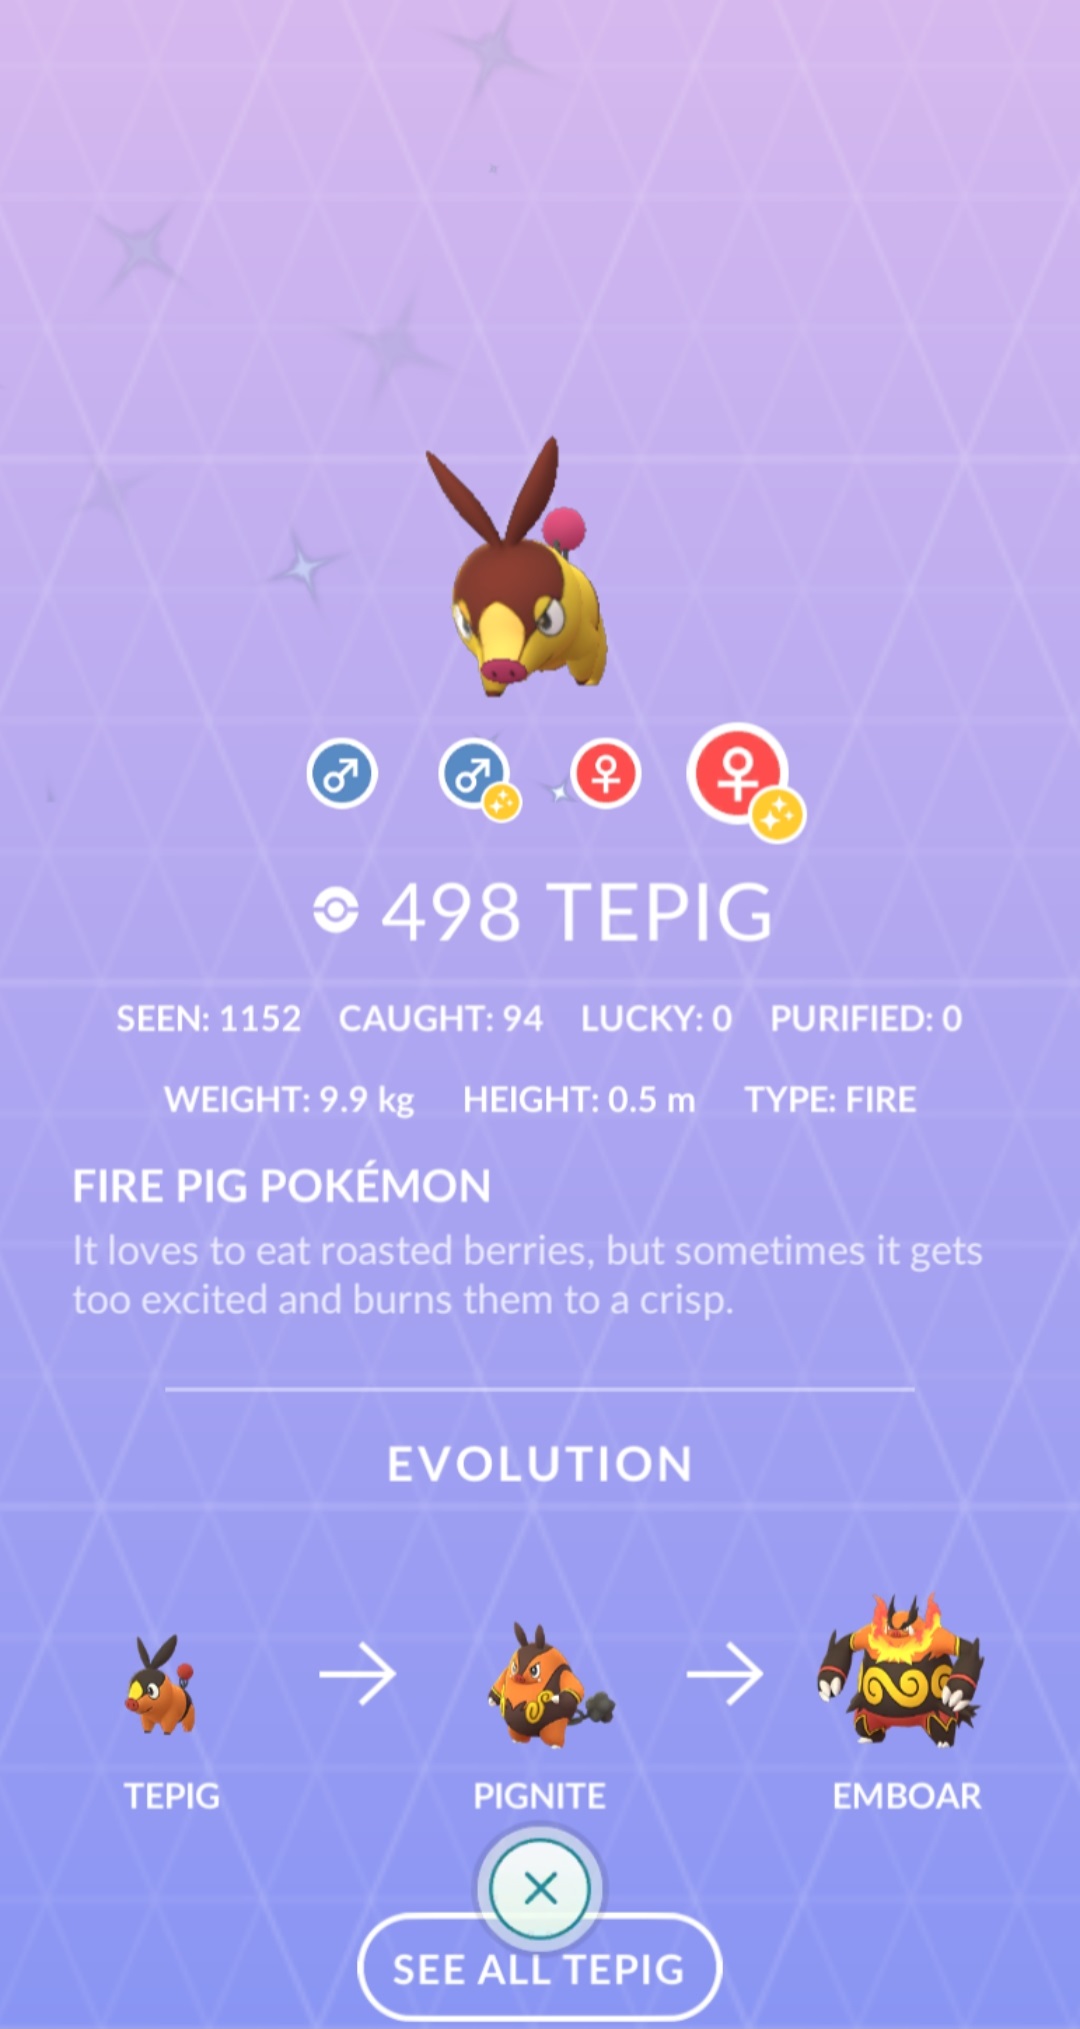 498 TEPIG
SEEN: 1152 CAUGHT: 94 LUCKY: 0 PURIFIED: 0
WEIGHT: 9.9 kg HEIGHT: 0.5 m TYPE: FIRE
FIRE PIG POKÉMON
It loves to eat roasted berries, but sometimes it gets
too excited and burns them to a crisp.
EVOLUTION
TEPIG PIGNITE EMBOAR
SEE ALL TEPIG